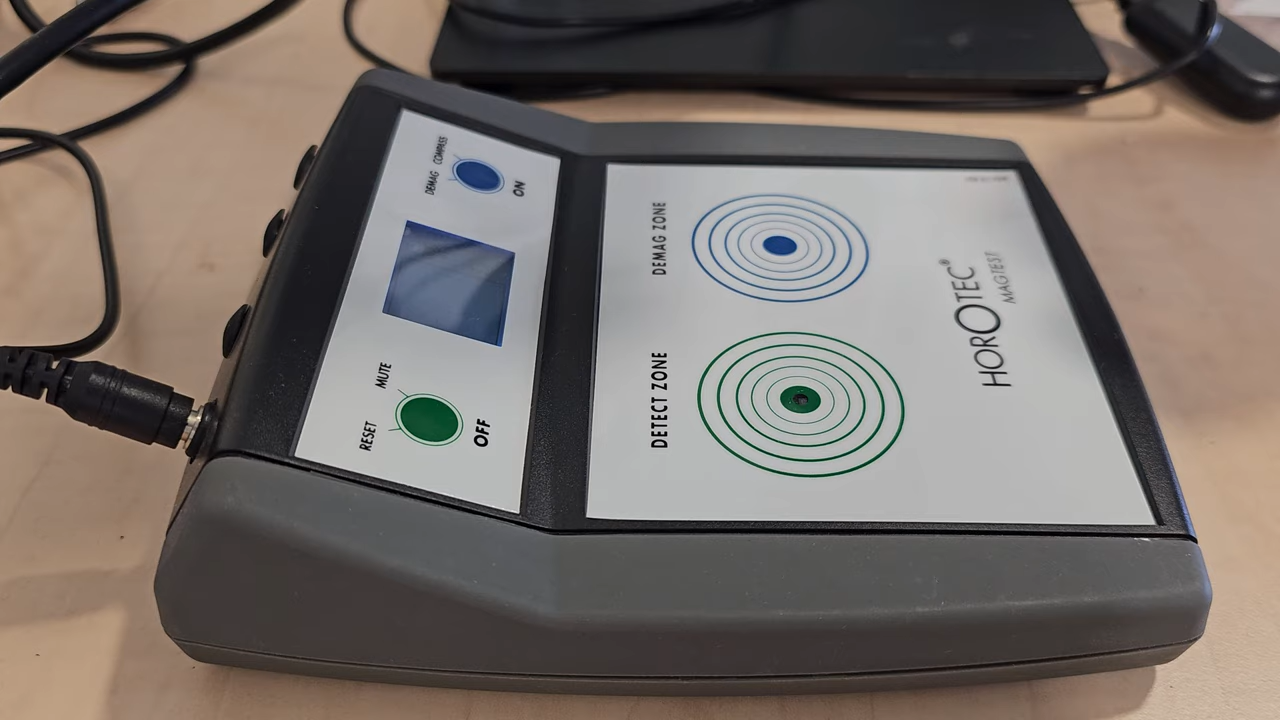 DEMAG COMPASS
ON
RESET MUTE
OFF
DEMAG ZONE
DETECT ZONE
HOROTEC®
MAGTEST